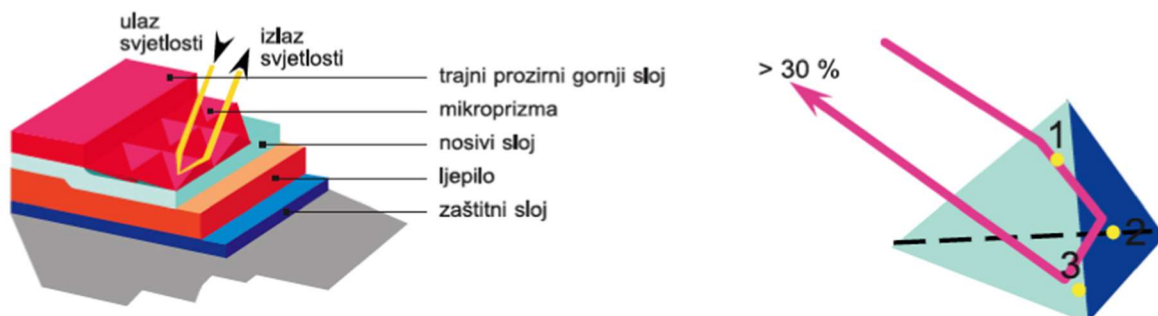 ulaz
svjetlosti
izlaz
svjetlosti
trajni prozirni gornji sloj
mikroprizma
nosivi sloj
ljepilo
zaštitni sloj
> 30 %
1
2
3